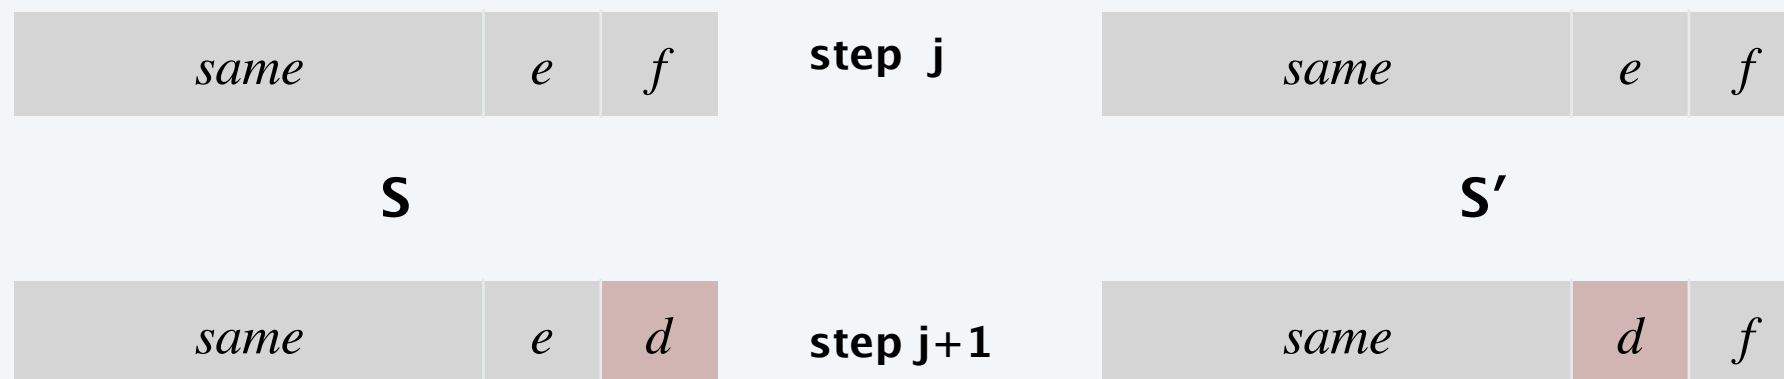 same e f step j same e f
S S′
same e d step j+1 same d f